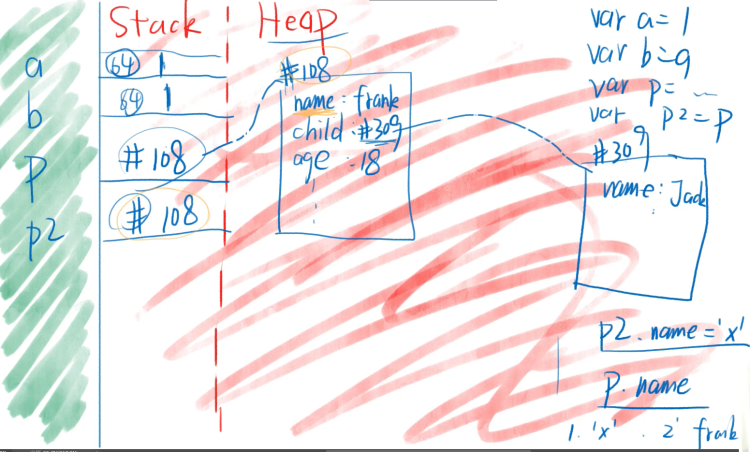 Stack
Heap
a
64 1
b
64 1
p
#108
p2
#108
#108
name: frank
child: #309
age: 18
var a=1
var b=a
var p= ...
var p2=p
#309
name: Jack
p2.name='x'
p.name
1. 'x' . 2' frank